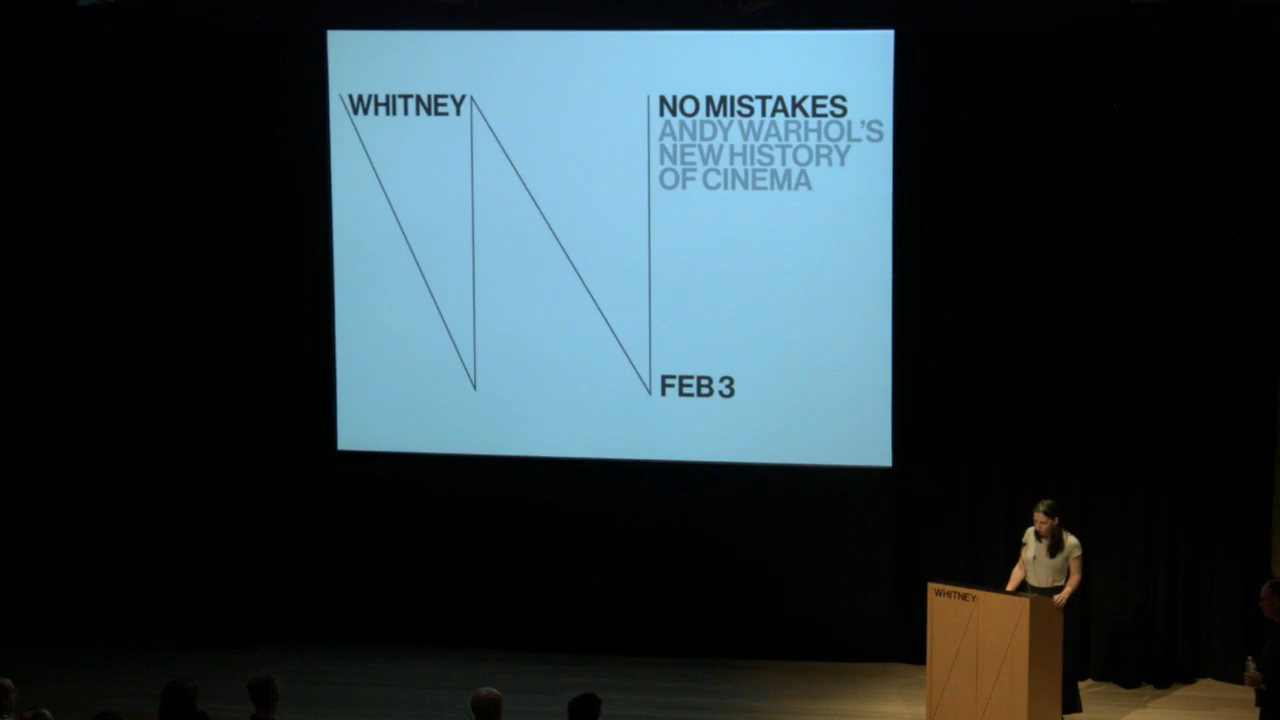 WHITNEY
NO MISTAKES
ANDY WARHOL'S
NEW HISTORY
OF CINEMA
FEB 3
WHITNEY